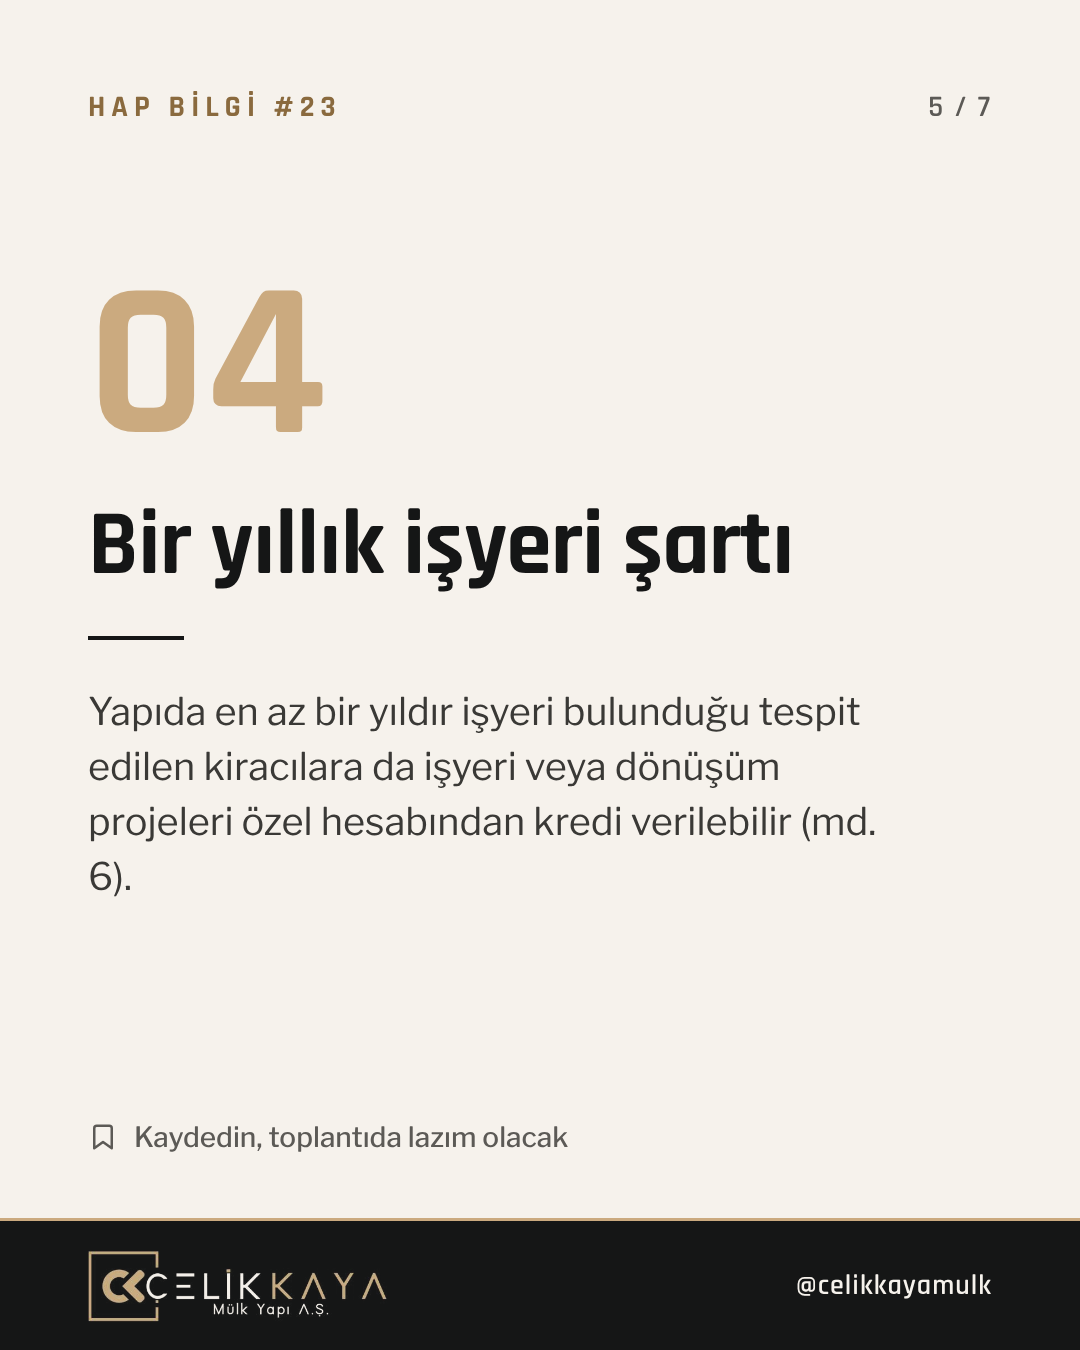 HAP BİLGİ #23
5 / 7
04
Bir yıllık işyeri şartı
Yapıda en az bir yıldır işyeri bulunduğu tespit
edilen kiracılara da işyeri veya dönüşüm
projeleri özel hesabından kredi verilebilir (md.
6).
Kaydedin, toplantıda lazım olacak
CK ÇELİKKAYA
Mülk Yapı A.Ş.
@celikkayamulk